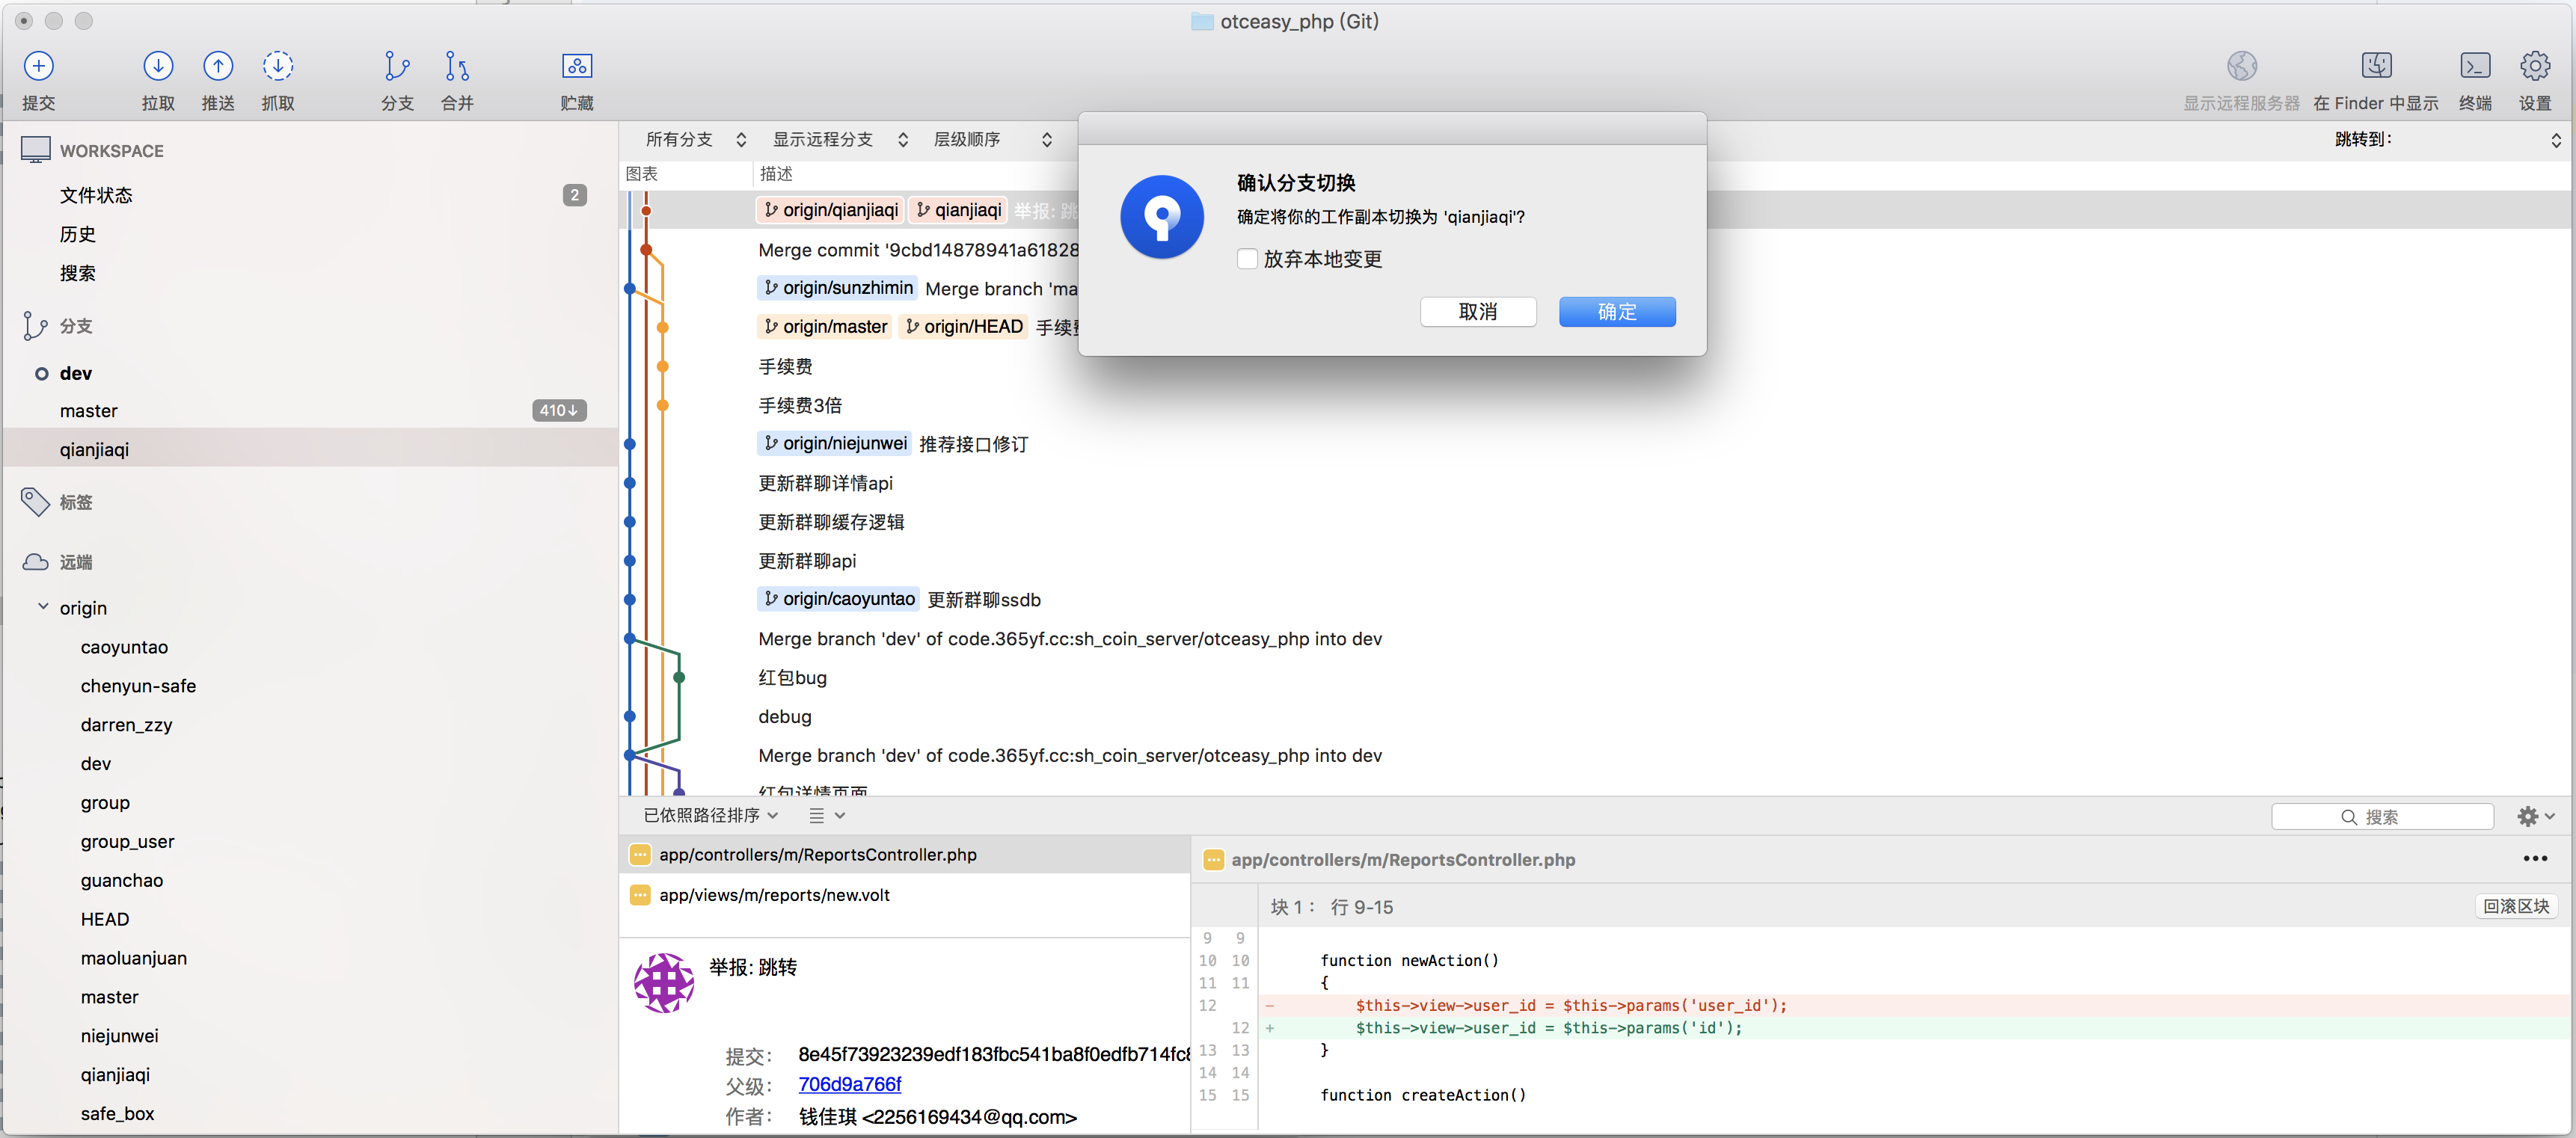 otceasy_php (Git)
提交
拉取
推送
抓取
分支
合并
贮藏
显示远程服务器
在 Finder 中显示
终端
设置
WORKSPACE
文件状态
2
历史
搜索
分支
dev
master
410↓
qianjiaqi
标签
远端
origin
caoyuntao
chenyun-safe
darren_zzy
dev
group
group_user
guanchao
HEAD
maoluanjuan
master
niejunwei
qianjiaqi
safe_box
所有分支
显示远程分支
层级顺序
跳转到:
图表
描述
origin/qianjiaqi qianjiaqi 举报: 跳
Merge commit '9cbd14878941a61828
origin/sunzhimin Merge branch 'ma
origin/master origin/HEAD 手续费
手续费
手续费3倍
origin/niejunwei 推荐接口修订
更新群聊详情api
更新群聊缓存逻辑
更新群聊api
origin/caoyuntao 更新群聊ssdb
Merge branch 'dev' of code.365yf.cc:sh_coin_server/otceasy_php into dev
红包bug
debug
Merge branch 'dev' of code.365yf.cc:sh_coin_server/otceasy_php into dev
红包详情页面
确认分支切换
确定将你的工作副本切换为 'qianjiaqi'?
放弃本地变更
取消
确定
已依照路径排序
搜索
app/controllers/m/ReportsController.php
app/views/m/reports/new.volt
举报: 跳转
提交: 8e45f73923239edf183fbc541ba8f0edfb714fc8
父级: 706d9a766f
作者: 钱佳琪 <2256169434@qq.com>
app/controllers/m/ReportsController.php
块 1： 行 9-15
回滚区块
9 9
10 10 function newAction()
11 11 {
12 - $this->view->user_id = $this->params('user_id');
12 + $this->view->user_id = $this->params('id');
13 13 }
14 14
15 15 function createAction()